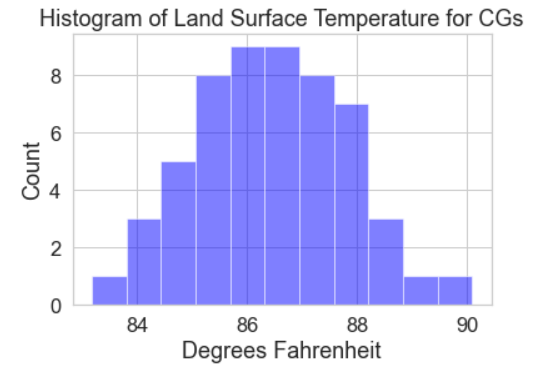 Histogram of Land Surface Temperature for CGs
Count
8
6
4
2
0
84 86 88 90
Degrees Fahrenheit